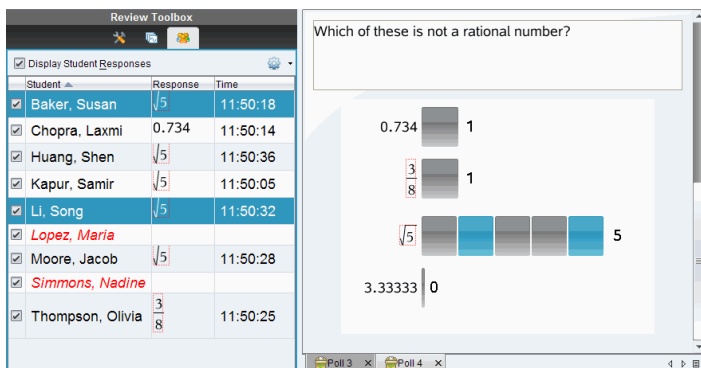 Review Toolbox
Display Student Responses
Student Response Time
Baker, Susan √5 11:50:18
Chopra, Laxmi 0.734 11:50:14
Huang, Shen √5 11:50:36
Kapur, Samir √5 11:50:05
Li, Song √5 11:50:32
Lopez, Maria
Moore, Jacob √5 11:50:28
Simmons, Nadine
Thompson, Olivia 3/8 11:50:25
Which of these is not a rational number?
0.734 1
3/8 1
√5 5
3.33333 0
Poll 3 Poll 4